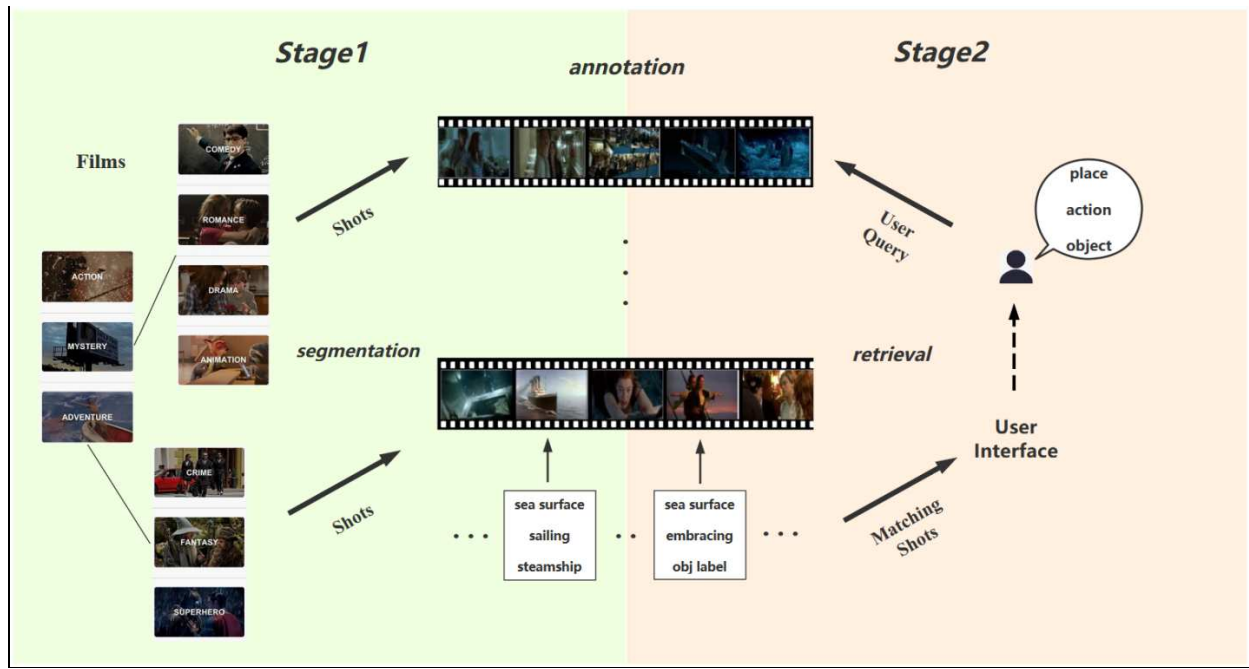 Stage1
annotation
Stage2
Films
COMEDY
ROMANCE
DRAMA
ANIMATION
ACTION
MYSTERY
ADVENTURE
CRIME
FANTASY
SUPERHERO
Shots
segmentation
Shots
sea surface
sailing
steamship
sea surface
embracing
obj label
User
Query
place
action
object
retrieval
User
Interface
Matching
Shots